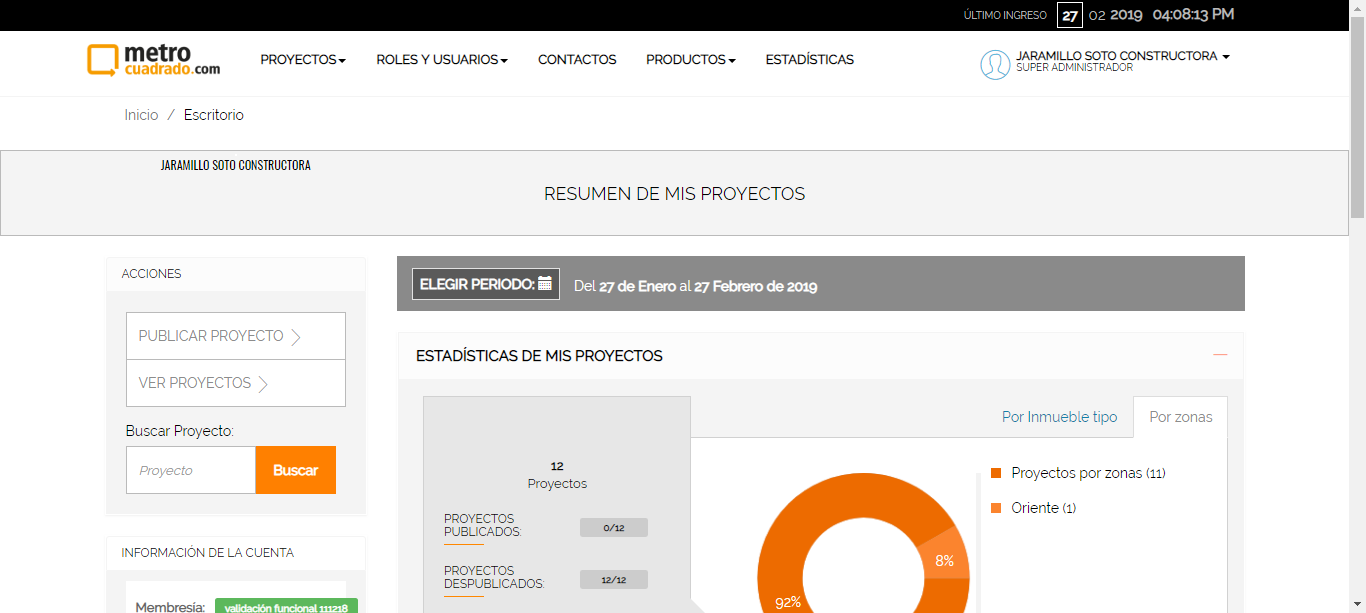 ÚLTIMO INGRESO 27 02 2019 04:08:13 PM
metro
cuadrado.com
PROYECTOS ROLES Y USUARIOS CONTACTOS PRODUCTOS ESTADÍSTICAS
JARAMILLO SOTO CONSTRUCTORA
SUPER ADMINISTRADOR
Inicio / Escritorio
JARAMILLO SOTO CONSTRUCTORA
RESUMEN DE MIS PROYECTOS
ACCIONES
PUBLICAR PROYECTO
VER PROYECTOS
Buscar Proyecto:
Proyecto Buscar
INFORMACIÓN DE LA CUENTA
Membresía: validación funcional 111218
ELEGIR PERIODO: Del 27 de Enero al 27 Febrero de 2019
ESTADÍSTICAS DE MIS PROYECTOS
Por Inmueble tipo Por zonas
12
Proyectos
PROYECTOS
PUBLICADOS: 0/12
PROYECTOS
DESPUBLICADOS: 12/12
Proyectos por zonas (11)
Oriente (1)
8%
92%